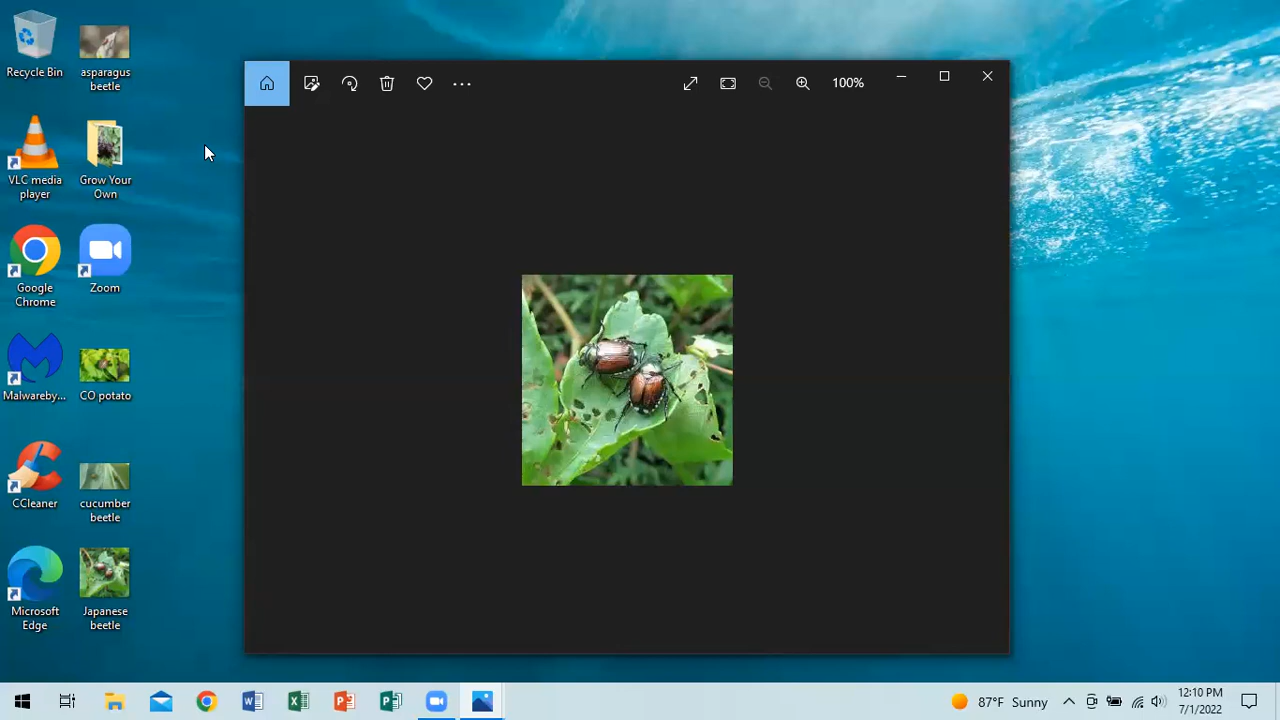 Recycle Bin
asparagus
beetle
VLC media
player
Grow Your
Own
Google
Chrome
Zoom
Malwareby...
CO potato
CCleaner
cucumber
beetle
Microsoft
Edge
Japanese
beetle
100%
87°F Sunny
12:10 PM
7/1/2022